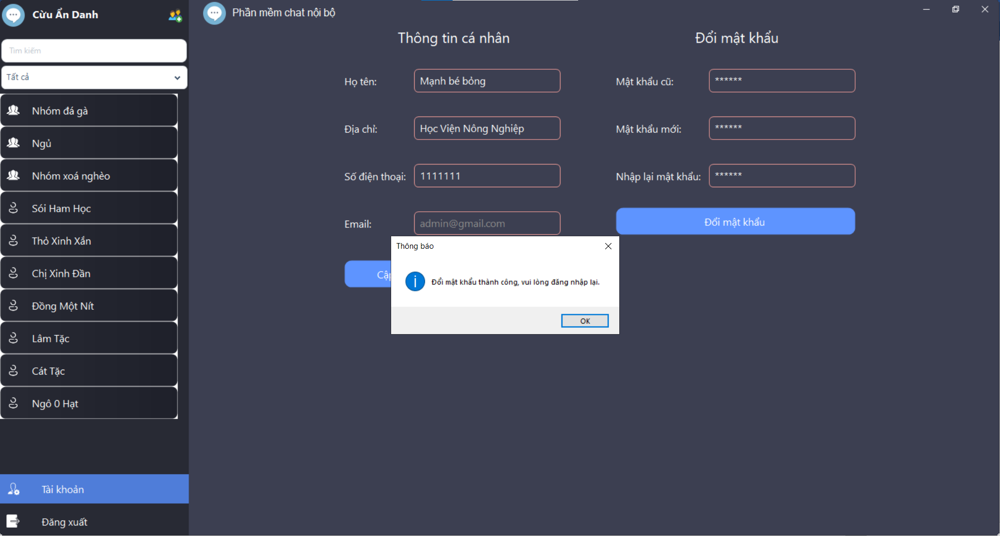 Cừu Ẩn Danh
Tìm kiếm
Tất cả
Nhóm đá gà
Ngủ
Nhóm xoá nghèo
Sói Ham Học
Thỏ Xinh Xắn
Chị Xinh Đần
Đồng Một Nít
Lâm Tặc
Cát Tặc
Ngô 0 Hạt
Tài khoản
Đăng xuất
Phần mềm chat nội bộ
Thông tin cá nhân
Họ tên: Mạnh bé bỏng
Địa chỉ: Học Viện Nông Nghiệp
Số điện thoại: 1111111
Email: admin@gmail.com
Đổi mật khẩu
Mật khẩu cũ: ******
Mật khẩu mới: ******
Nhập lại mật khẩu: ******
Đổi mật khẩu
Thông báo
Đổi mật khẩu thành công, vui lòng đăng nhập lại.
OK